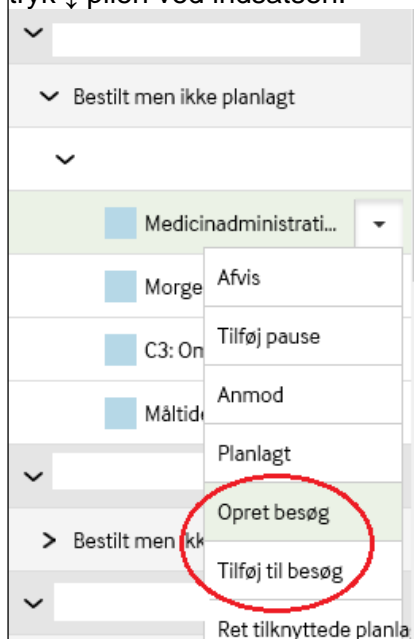 tryk ↓ pilen ved indsatsen.
Bestilt men ikke planlagt
Medicinadministrati...
Afvis
Morge
Tilføj pause
C3: Om
Anmod
Måltide
Planlagt
Opret besøg
Bestilt men ikk
Tilføj til besøg
Ret tilknyttede planla